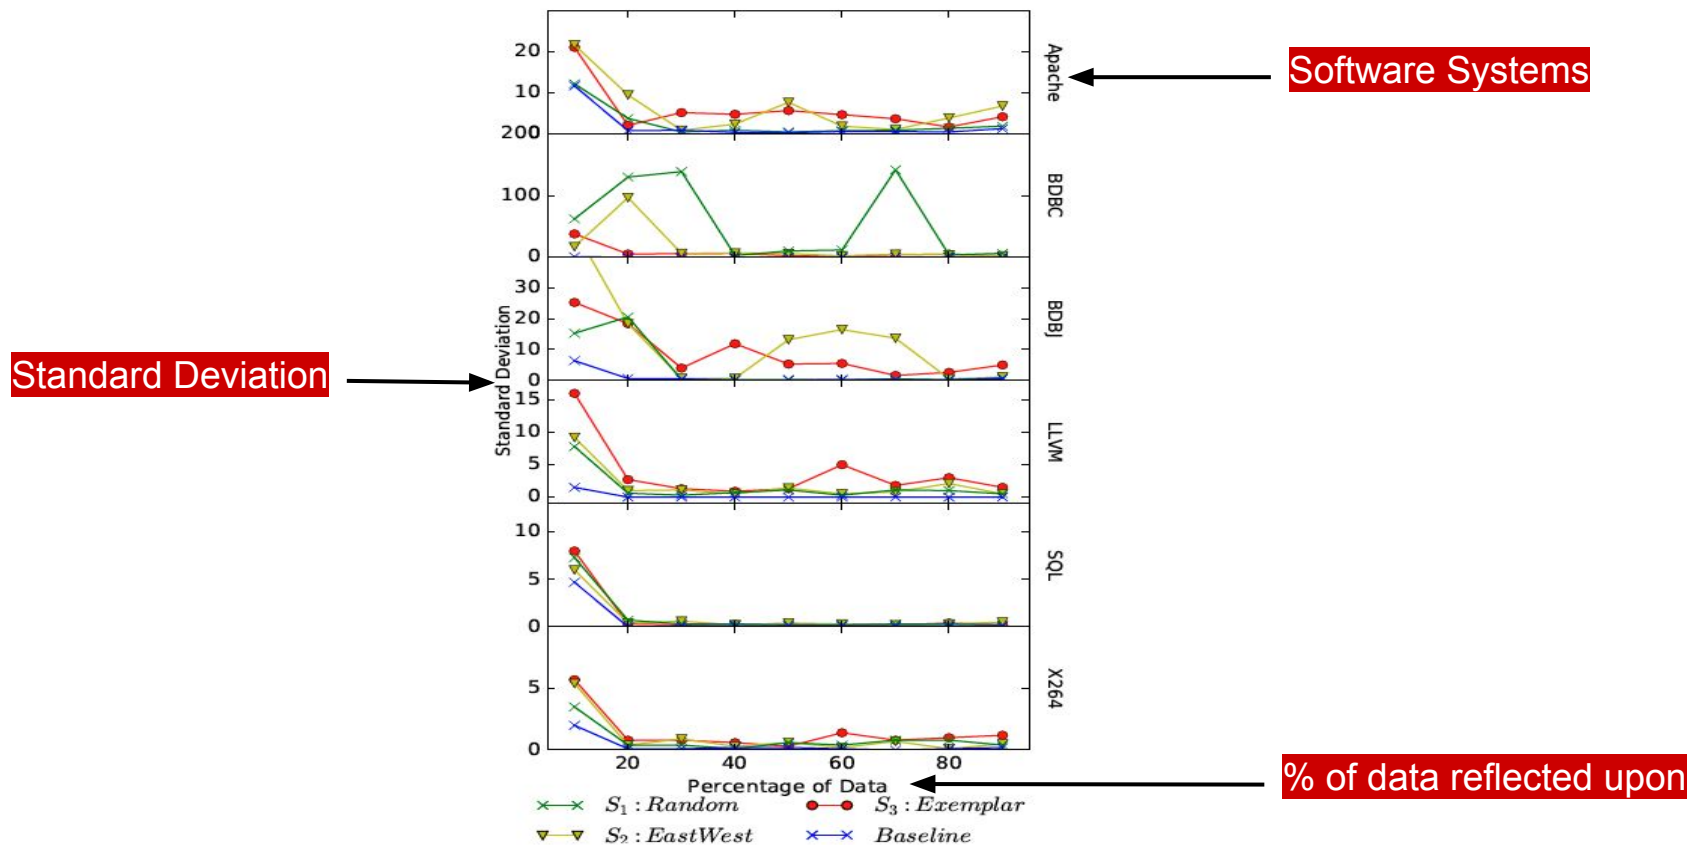 20
10
0
Apache
Software Systems
200
100
0
BDBC
30
20
10
0
BDBJ
Standard Deviation
Standard Deviation
15
10
5
0
LLVM
10
5
0
SQL
5
0
X264
20 40 60 80
Percentage of Data
% of data reflected upon
S₁ : Random
S₃ : Exemplar
S₂ : EastWest
Baseline